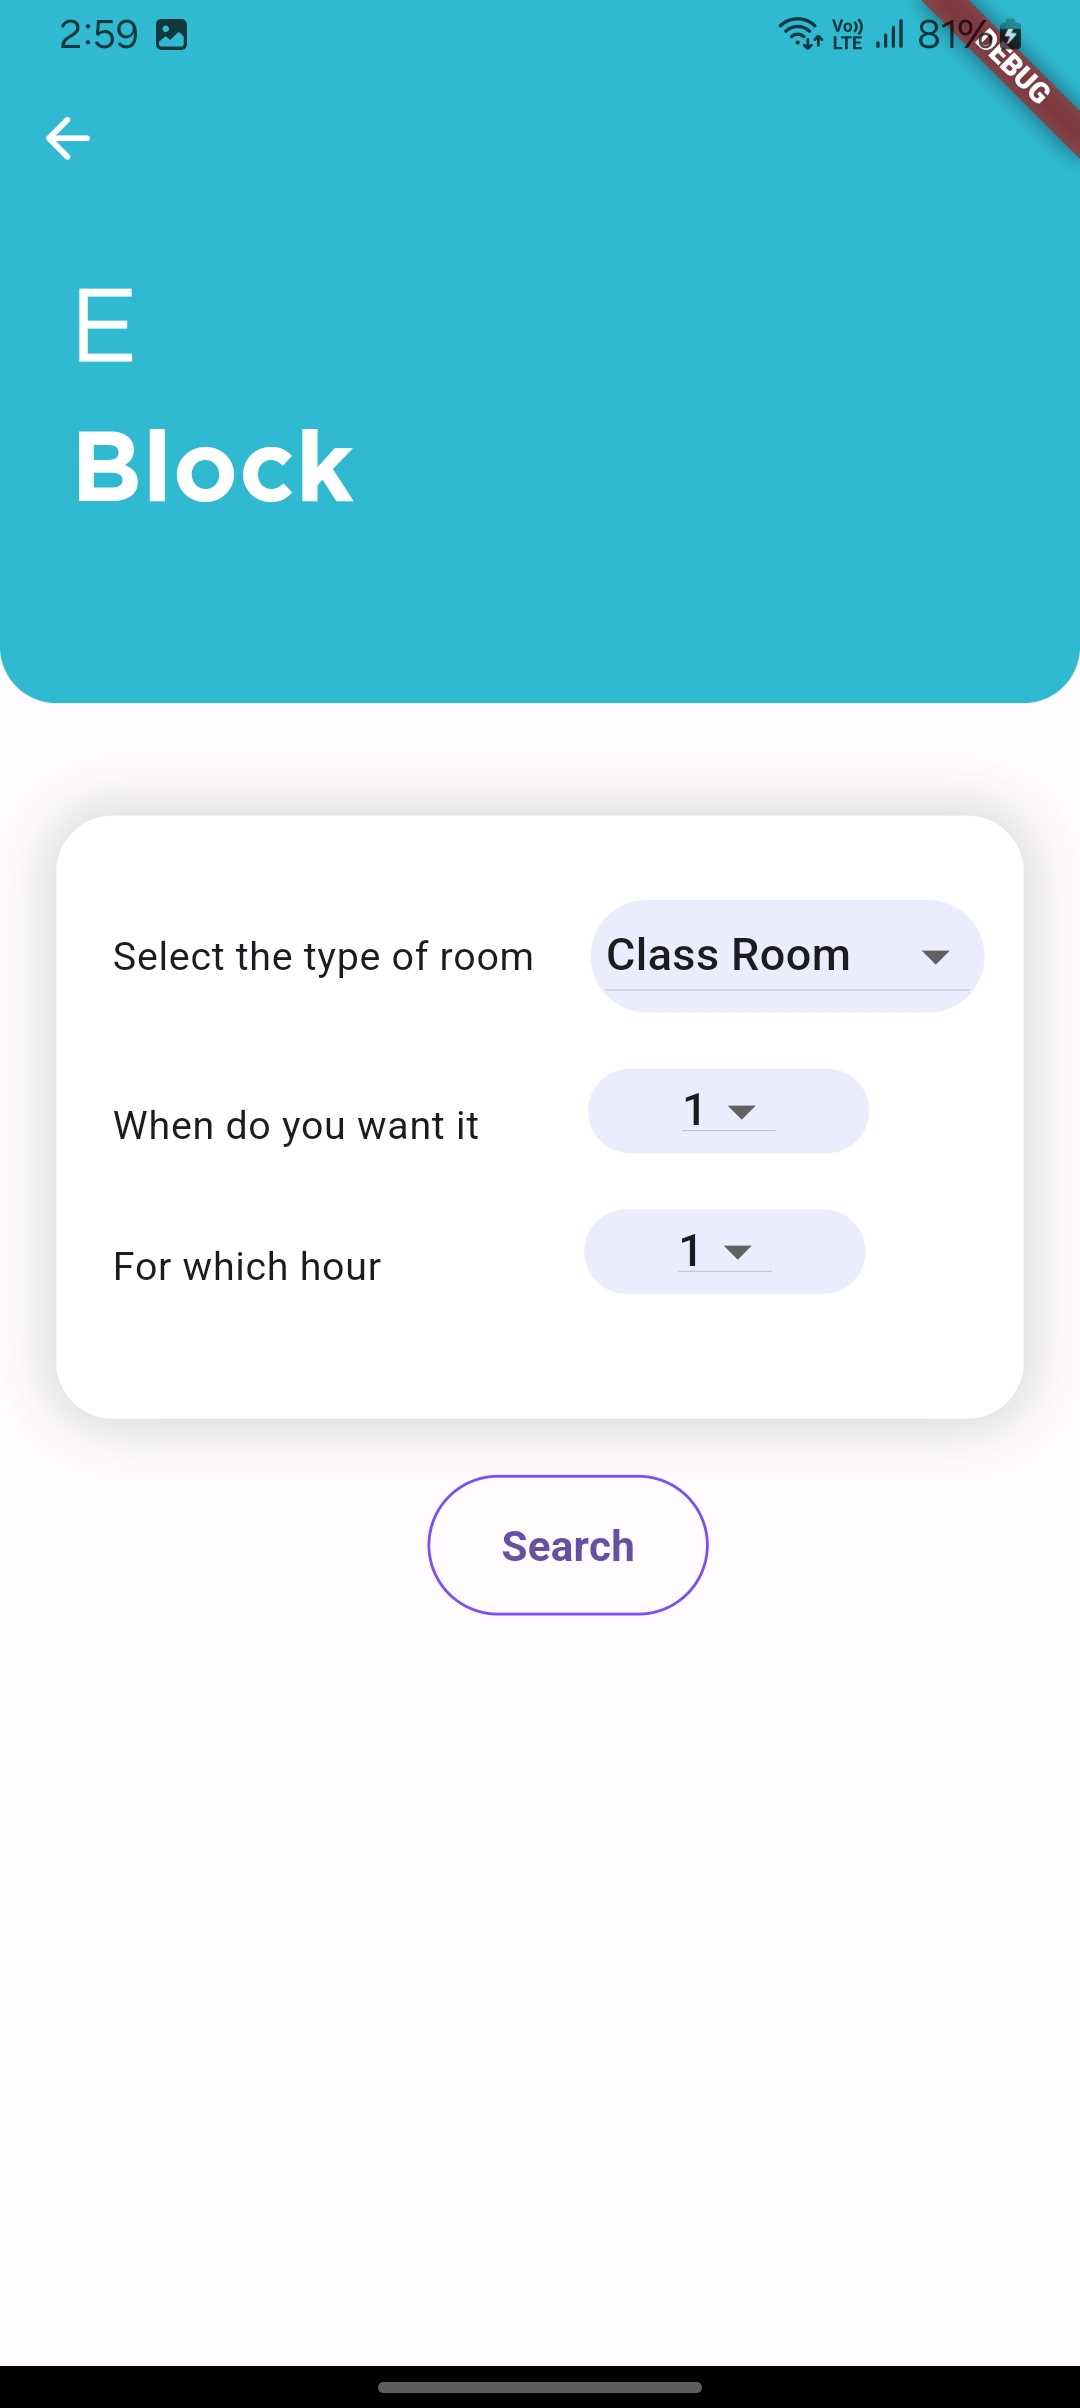 2:59 Vo)) LTE 81%
DEBUG
E
Block
Select the type of room Class Room
When do you want it 1
For which hour 1
Search